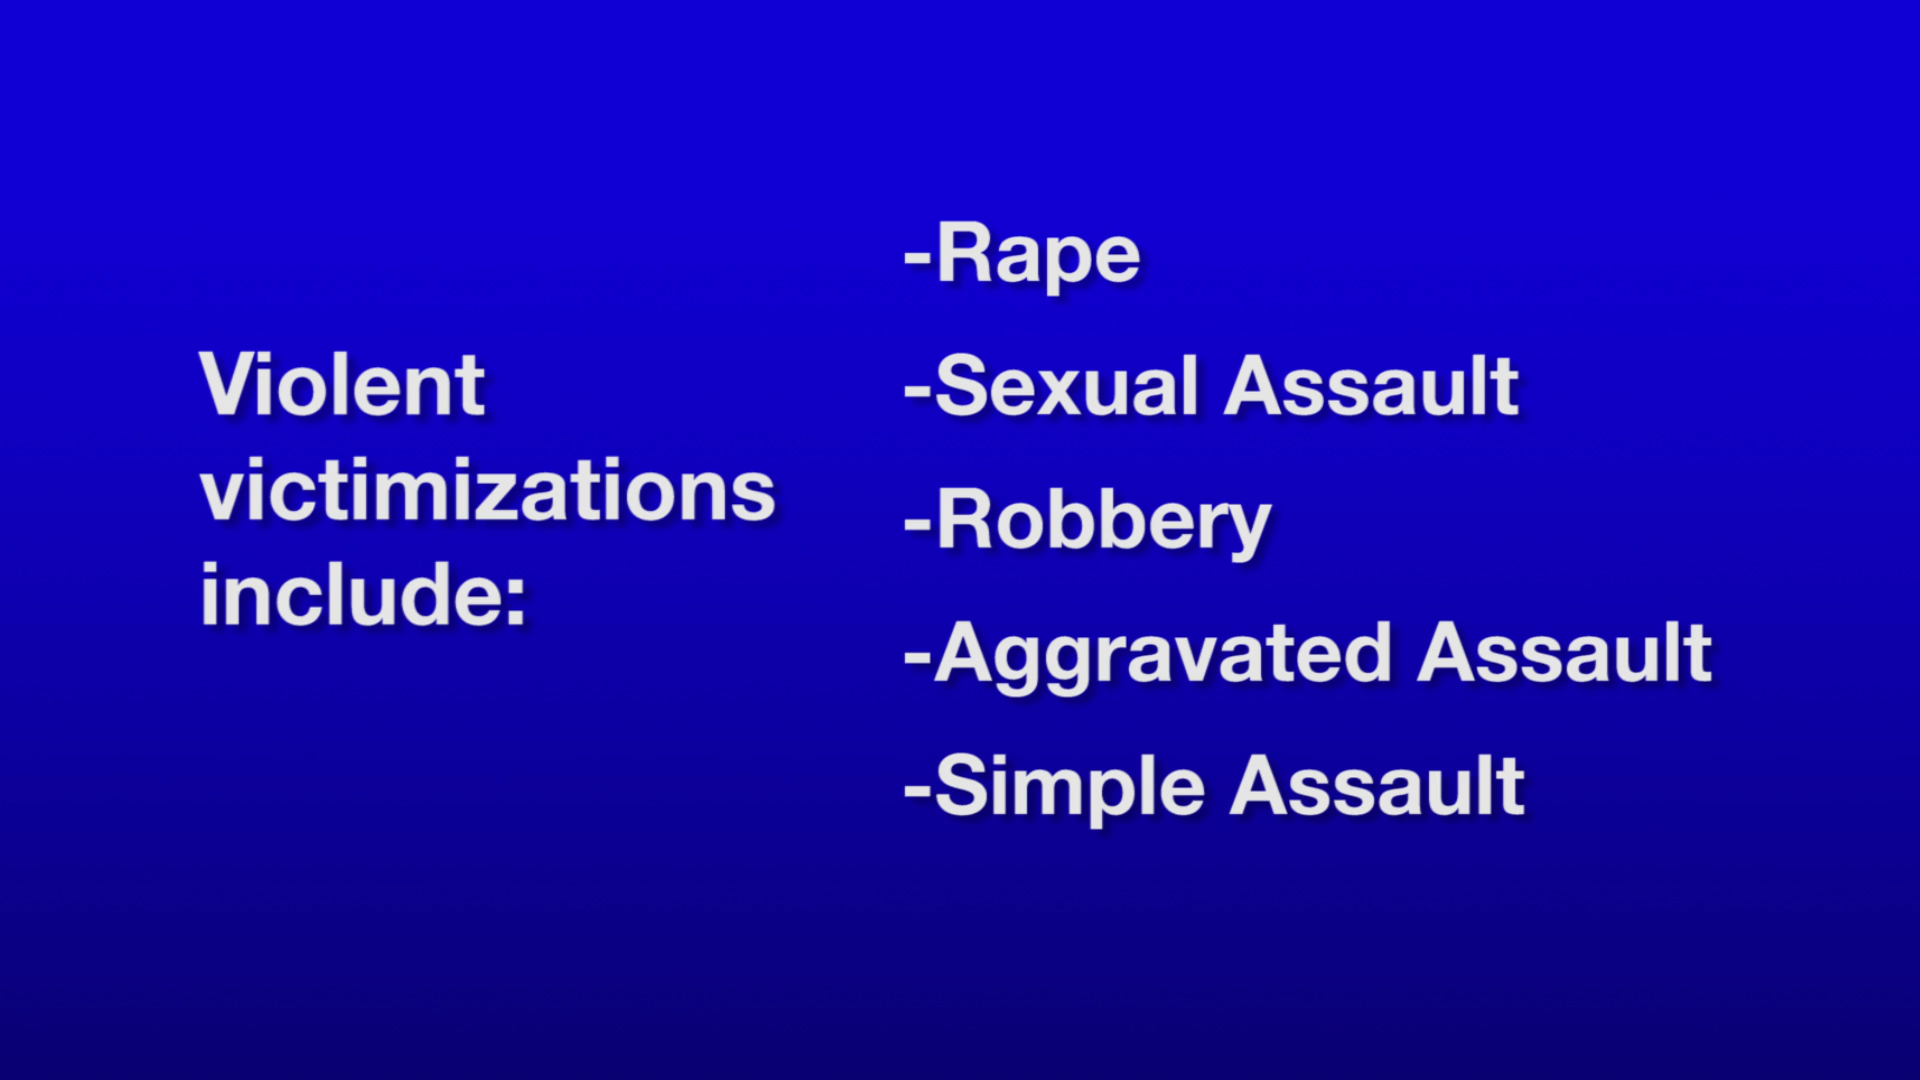 Violent
victimizations
include:
-Rape
-Sexual Assault
-Robbery
-Aggravated Assault
-Simple Assault